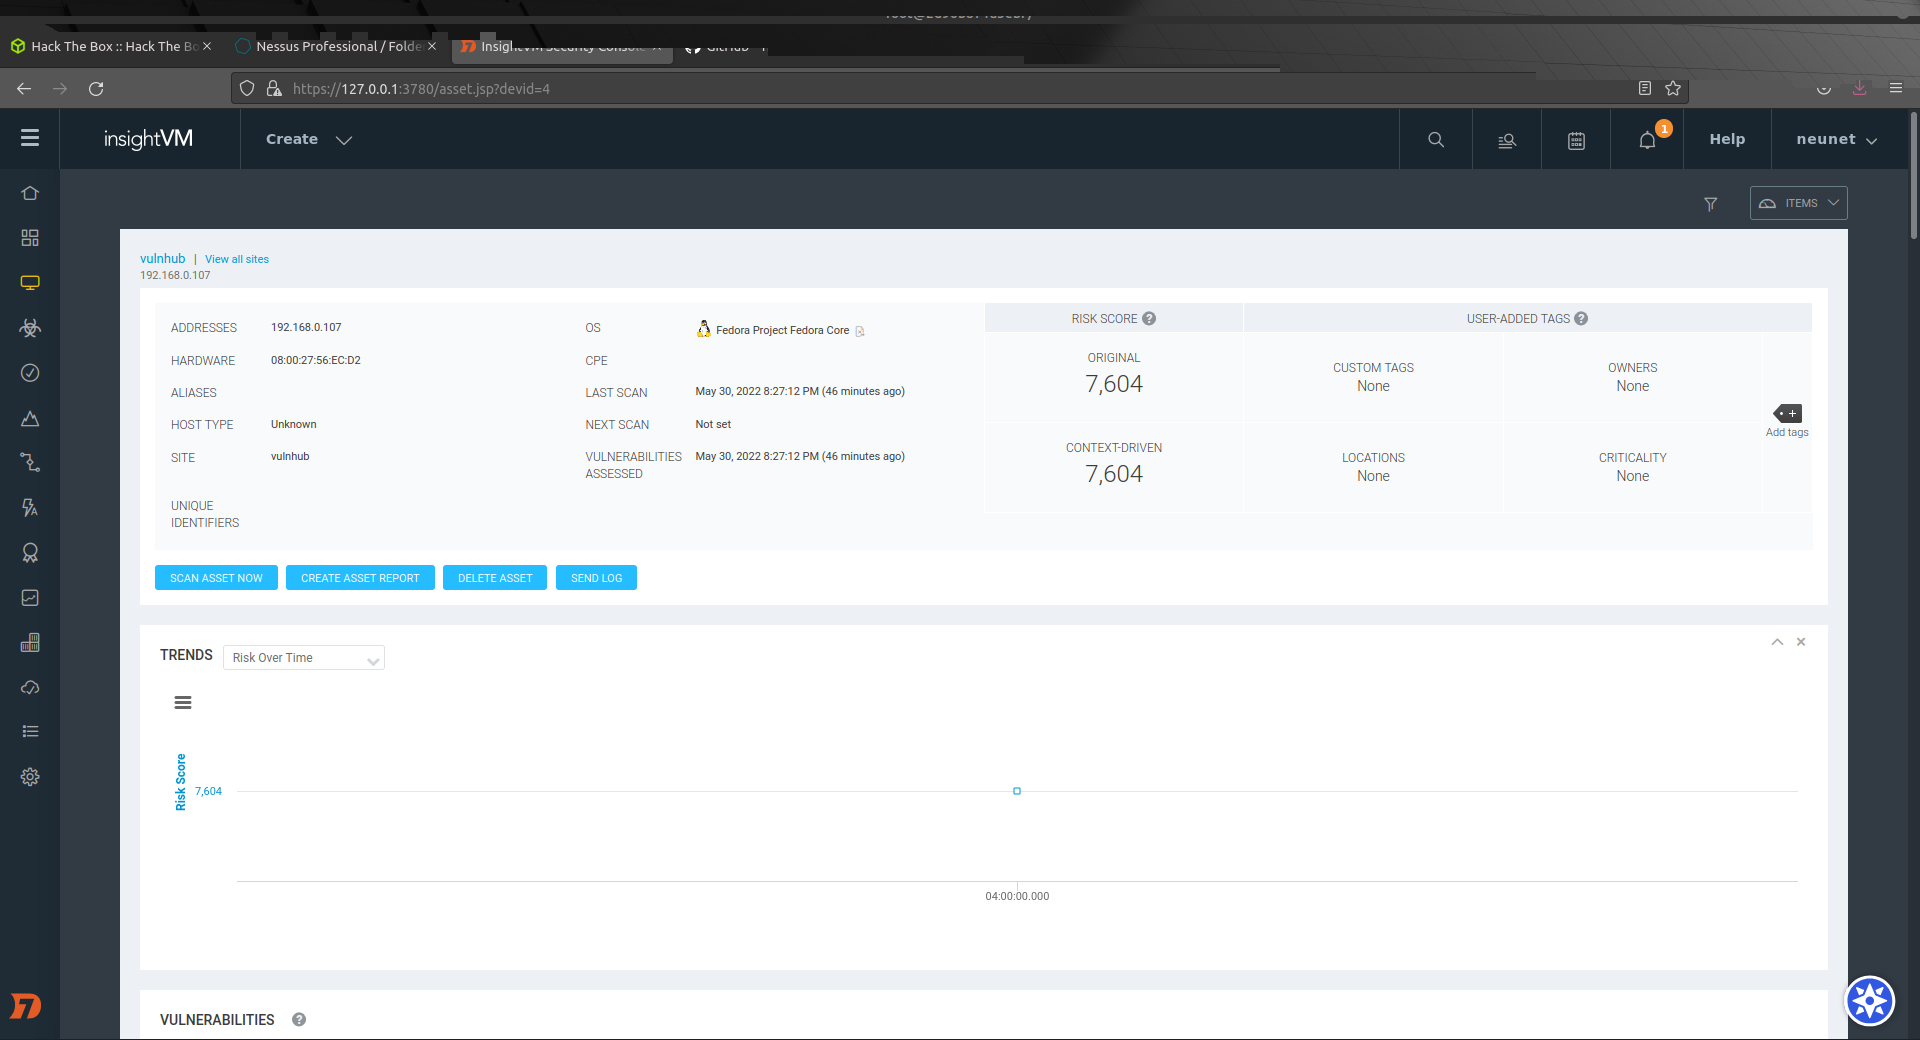 Hack The Box :: Hack The Bo
Nessus Professional / Folde
InsightVM Security Console
GitHub
https://127.0.0.1:3780/asset.jsp?devid=4
insightVM
Create
1
Help
neunet
ITEMS
vulnhub | View all sites
192.168.0.107
ADDRESSES 192.168.0.107
HARDWARE 08:00:27:56:EC:D2
ALIASES
HOST TYPE Unknown
SITE vulnhub
UNIQUE
IDENTIFIERS
OS Fedora Project Fedora Core
CPE
LAST SCAN May 30, 2022 8:27:12 PM (46 minutes ago)
NEXT SCAN Not set
VULNERABILITIES May 30, 2022 8:27:12 PM (46 minutes ago)
ASSESSED
RISK SCORE ?
ORIGINAL
7,604
CONTEXT-DRIVEN
7,604
USER-ADDED TAGS ?
CUSTOM TAGS
None
OWNERS
None
LOCATIONS
None
CRITICALITY
None
Add tags
SCAN ASSET NOW
CREATE ASSET REPORT
DELETE ASSET
SEND LOG
TRENDS
Risk Over Time
Risk Score
7,604
04:00:00.000
VULNERABILITIES ?